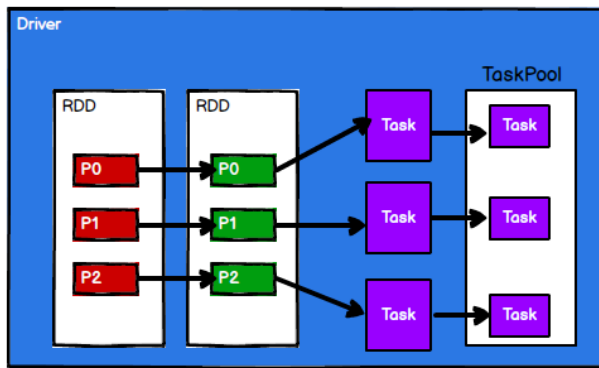 Driver
TaskPool
RDD
RDD
Task
Task
P0
P0
P1
P1
Task
Task
P2
P2
Task
Task